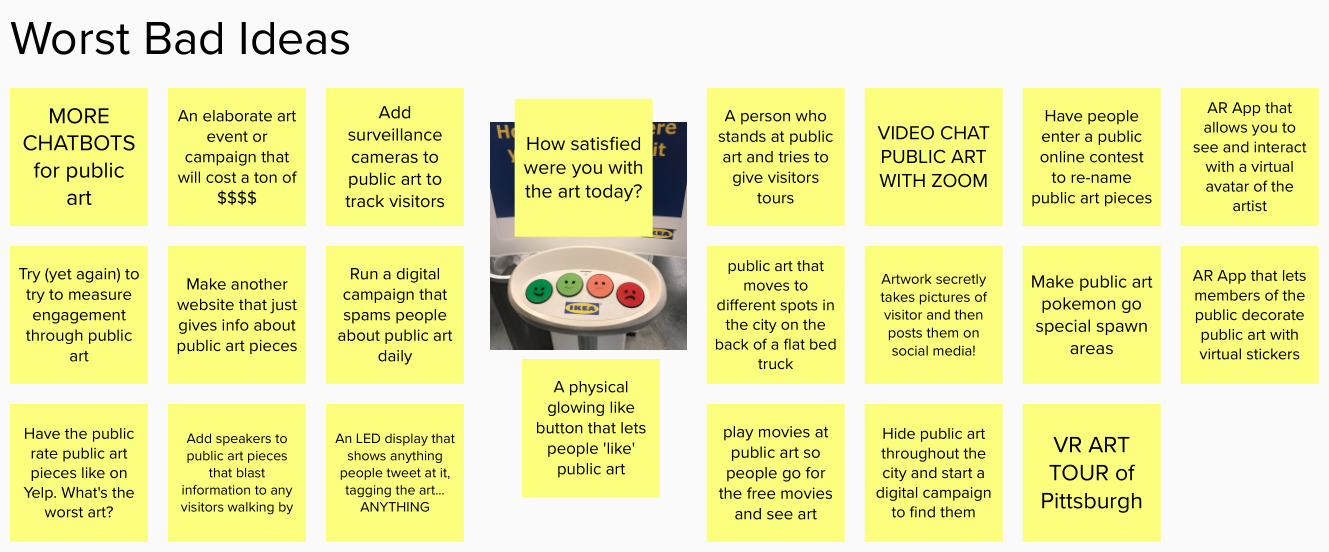 Worst Bad Ideas
MORE
CHATBOTS
for public
art
An elaborate art
event or
campaign that
will cost a ton of
$$$$
Add
surveillance
cameras to
public art to
track visitors
How satisfied
were you with
the art today?
IKEA
A person who
stands at public
art and tries to
give visitors
tours
VIDEO CHAT
PUBLIC ART
WITH ZOOM
Have people
enter a public
online contest
to re-name
public art pieces
AR App that
allows you to
see and interact
with a virtual
avatar of the
artist
Try (yet again) to
try to measure
engagement
through public
art
Make another
website that just
gives info about
public art pieces
Run a digital
campaign that
spams people
about public art
daily
IKEA
public art that
moves to
different spots in
the city on the
back of a flat bed
truck
Artwork secretly
takes pictures of
visitor and then
posts them on
social media!
Make public art
pokemon go
special spawn
areas
AR App that lets
members of the
public decorate
public art with
virtual stickers
Have the public
rate public art
pieces like on
Yelp. What's the
worst art?
Add speakers to
public art pieces
that blast
information to any
visitors walking by
An LED display that
shows anything
people tweet at it,
tagging the art...
ANYTHING
A physical
glowing like
button that lets
people 'like'
public art
play movies at
public art so
people go for
the free movies
and see art
Hide public art
throughout the
city and start a
digital campaign
to find them
VR ART
TOUR of
Pittsburgh